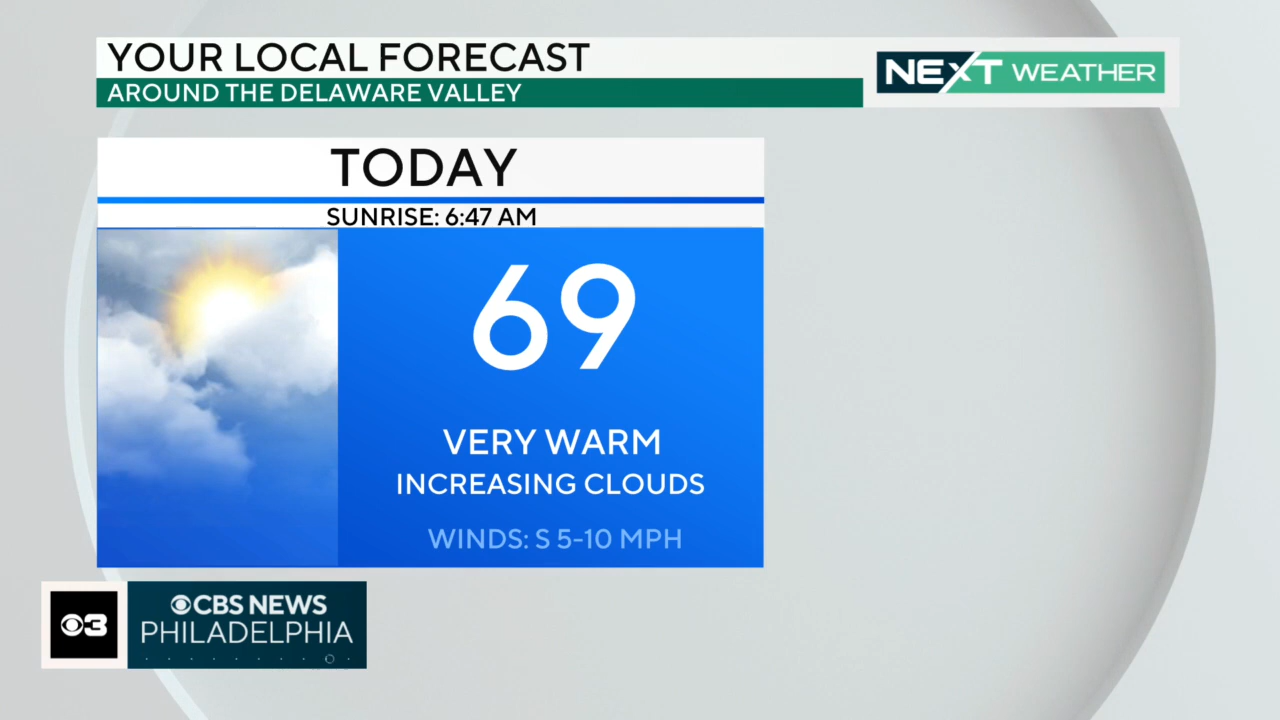 YOUR LOCAL FORECAST
AROUND THE DELAWARE VALLEY
NEXT WEATHER
TODAY
SUNRISE: 6:47 AM
69
VERY WARM
INCREASING CLOUDS
WINDS: S 5-10 MPH
3
CBS NEWS
PHILADELPHIA